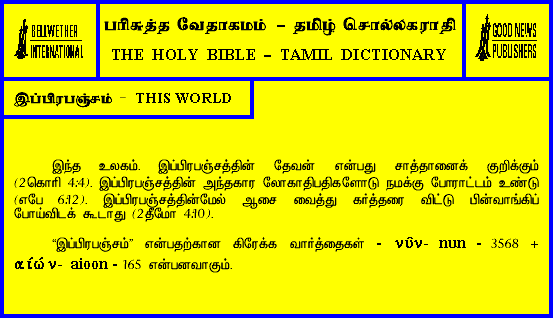 BELLWETHER
INTERNATIONAL
பரிசுத்த வேதாகமம் – தமிழ் சொல்லகராதி
THE HOLY BIBLE – TAMIL DICTIONARY
GOOD NEWS
PUBLISHERS
இப்பிரபஞ்சம் – THIS WORLD
இந்த உலகம். இப்பிரபஞ்சத்தின் தேவன் என்பது சாத்தானைக் குறிக்கும்
(2கொரி 4:4). இப்பிரபஞ்சத்தின் அந்தகார லோகாதிபதிகளோடு நமக்கு போராட்டம் உண்டு
(எபே 6:12). இப்பிரபஞ்சத்தின்மேல் ஆசை வைத்து கர்த்தரை விட்டு பின்வாங்கிப்
போய்விடக் கூடாது (2தீமோ 4:10).
“இப்பிரபஞ்சம்” என்பதற்கான கிரேக்க வார்த்தைகள் - νῦν- nun - 3568 +
αἰών- aioon - 165 என்பனவாகும்.